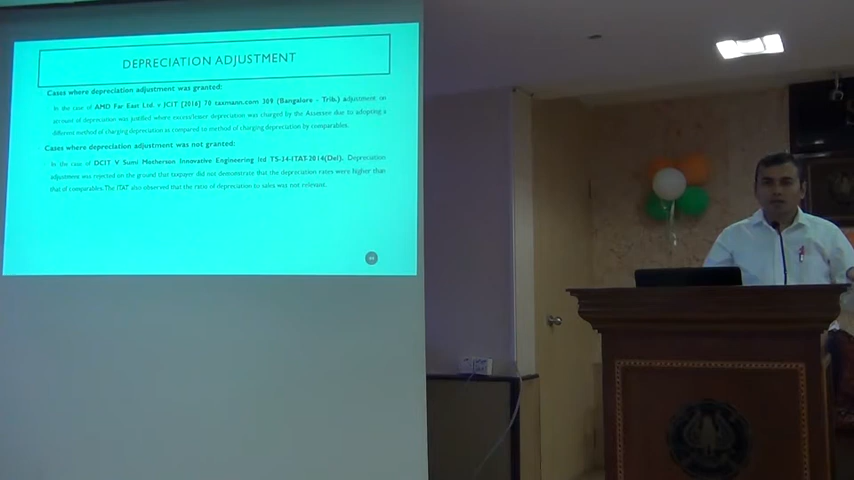 DEPRECIATION ADJUSTMENT
Cases where depreciation adjustment was granted:
In the case of AMD Far East Ltd. v JCIT [2016] 70 taxmann.com 309 (Bangalore - Trib.) adjustment on
account of depreciation was justified where excess/lesser depreciation was charged by the Assessee due to adopting a
different method of charging depreciation as compared to method of charging depreciation by comparables.
Cases where depreciation adjustment was not granted:
In the case of DCIT V Sumi Motherson Innovative Engineering ltd TS-34-ITAT-2014(Del). Depreciation
adjustment was rejected on the ground that taxpayer did not demonstrate that the depreciation rates were higher than
that of comparables. The ITAT also observed that the ratio of depreciation to sales was not relevant.